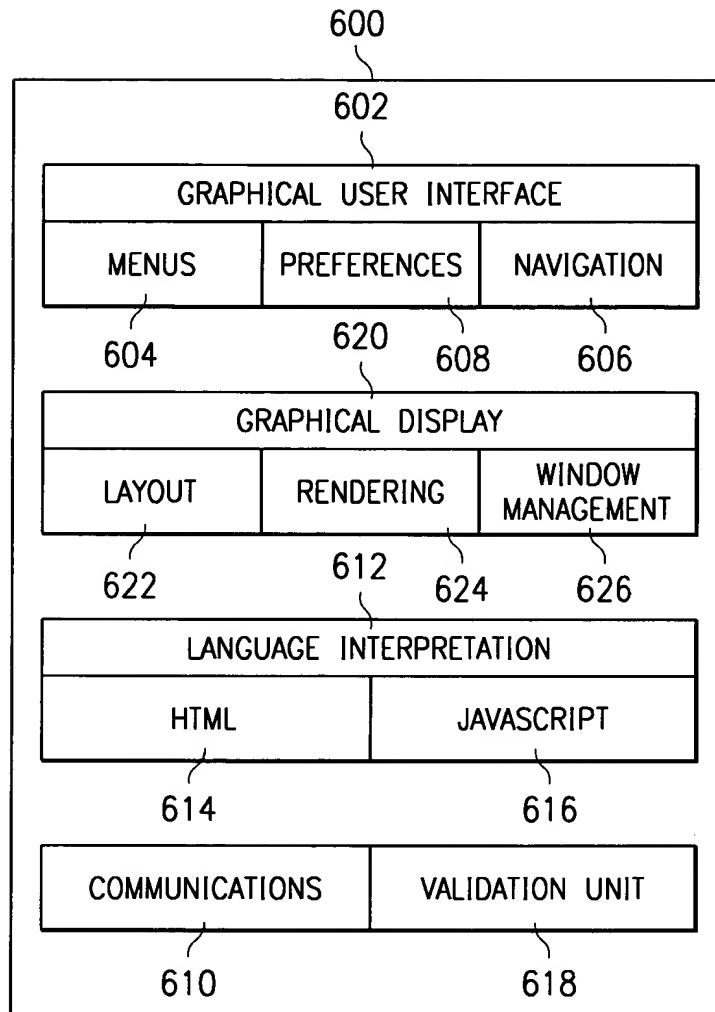 600
602
GRAPHICAL USER INTERFACE
MENUS PREFERENCES NAVIGATION
604 608 606
620
GRAPHICAL DISPLAY
LAYOUT RENDERING WINDOW MANAGEMENT
622 624 626
612
LANGUAGE INTERPRETATION
HTML JAVASCRIPT
614 616
COMMUNICATIONS VALIDATION UNIT
610 618